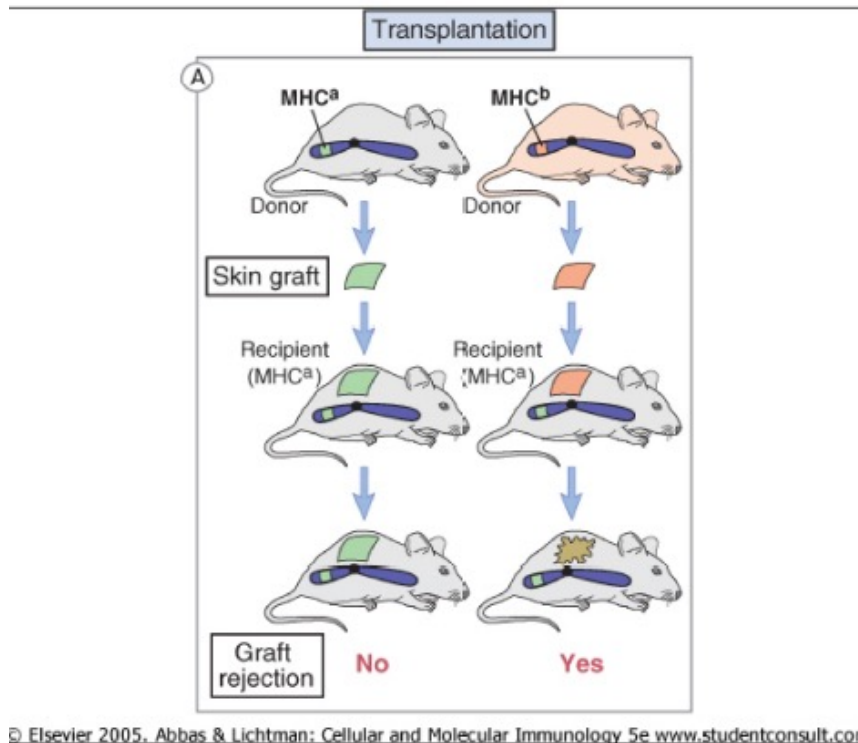 Transplantation
A
MHCa
MHCb
Donor
Donor
Skin graft
Recipient
(MHCa)
Recipient
(MHCa)
Graft
rejection
No
Yes
© Elsevier 2005. Abbas & Lichtman: Cellular and Molecular Immunology 5e www.studentconsult.co